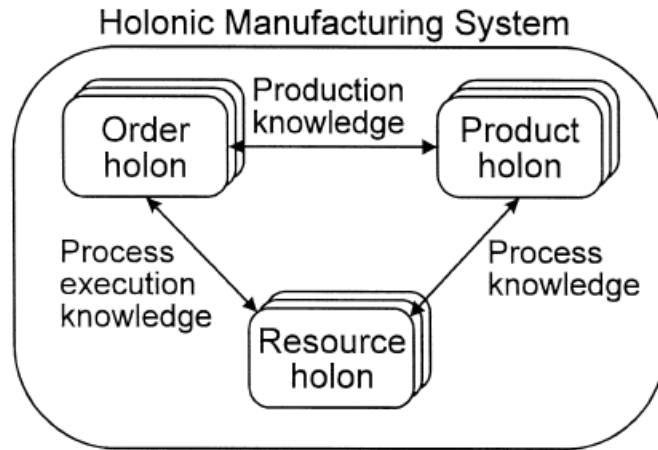 Holonic Manufacturing System
Order
holon
Production
knowledge
Product
holon
Process
execution
knowledge
Process
knowledge
Resource
holon